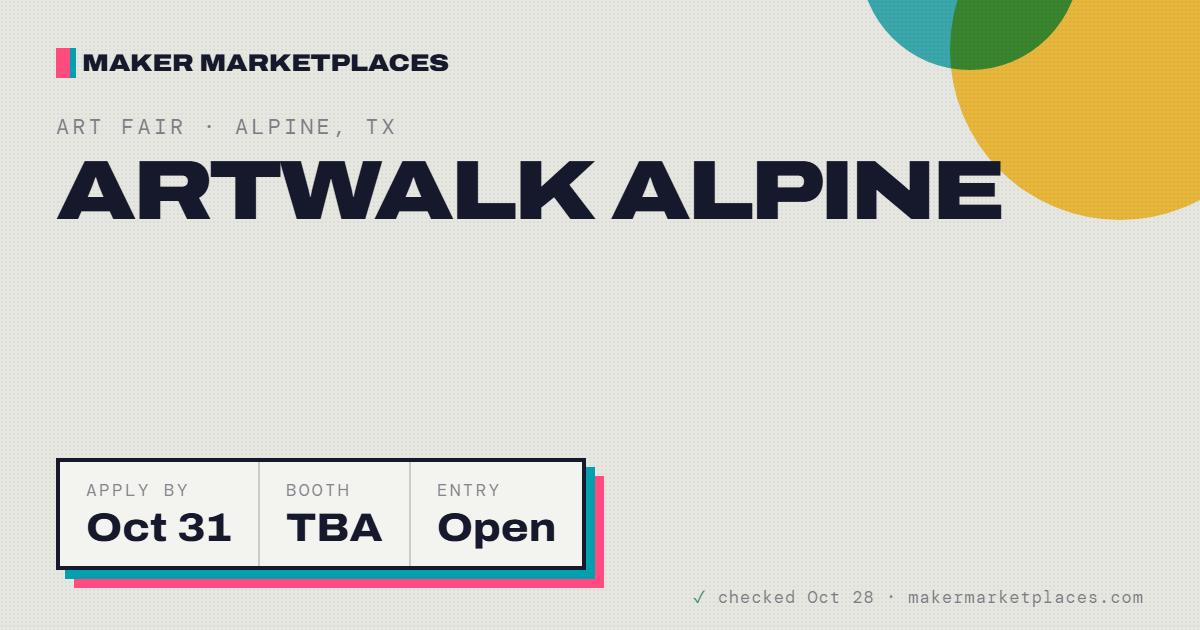 MAKER MARKETPLACES
ART FAIR · ALPINE, TX
ARTWALK ALPINE
APPLY BY BOOTH ENTRY
Oct 31 TBA Open
✓ checked Oct 28 · makermarketplaces.com